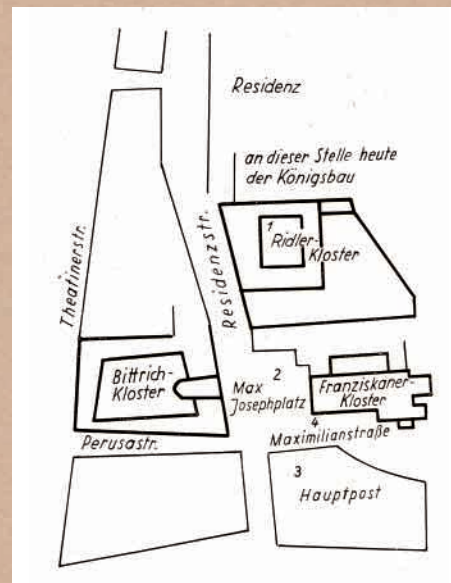 Residenz
an dieser Stelle heute
der Königsbau
1
Ridler-
Kloster
Theatinerstr.
Residenzstr.
Bittrich-
Kloster
2
Max
Josephplatz
Franziskaner-
Kloster
4
Perusastr.
Maximilianstraße
3
Hauptpost